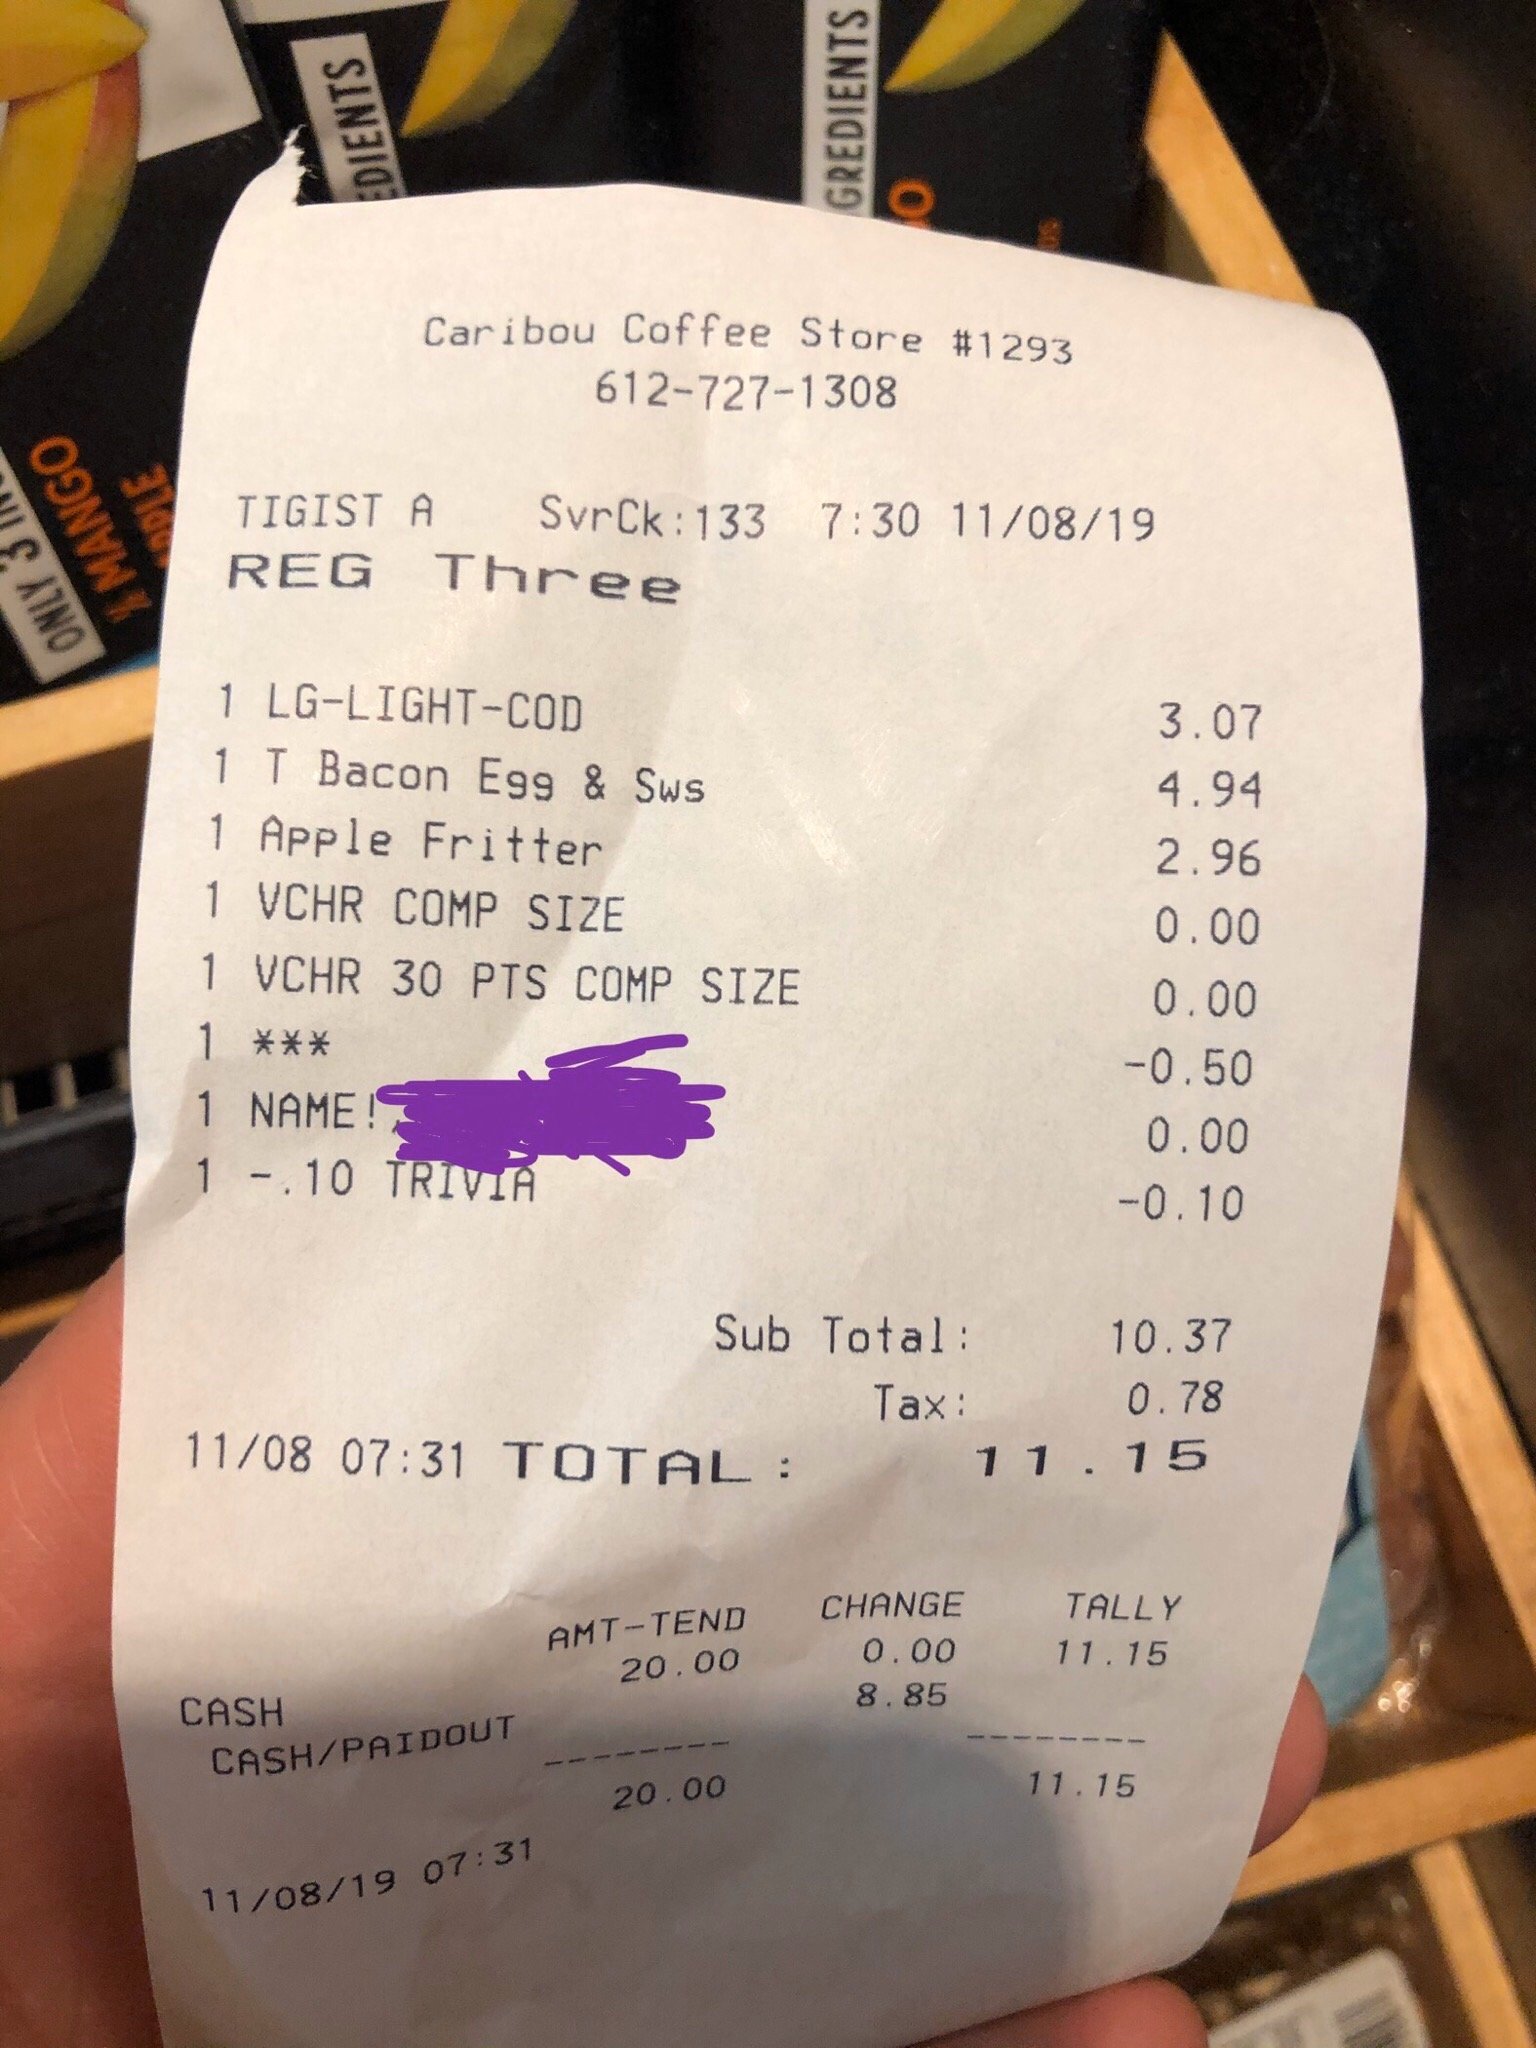 EDIENTS
GREDIENTS
GO
ONLY 3 IN
½ MANGO
Caribou Coffee Store #1293
612-727-1308
TIGIST A SvrCk:133 7:30 11/08/19
REG Three
1 LG-LIGHT-COD 3.07
1 T Bacon Egg & Sws 4.94
1 Apple Fritter 2.96
1 VCHR COMP SIZE 0.00
1 VCHR 30 PTS COMP SIZE 0.00
1 *** -0.50
1 NAME! 0.00
1 -.10 TRIVIA -0.10
Sub Total: 10.37
Tax: 0.78
11/08 07:31 TOTAL: 11.15
AMT-TEND CHANGE TALLY
CASH 20.00 0.00 11.15
CASH/PAIDOUT 8.85
-------- --------
20.00 11.15
11/08/19 07:31